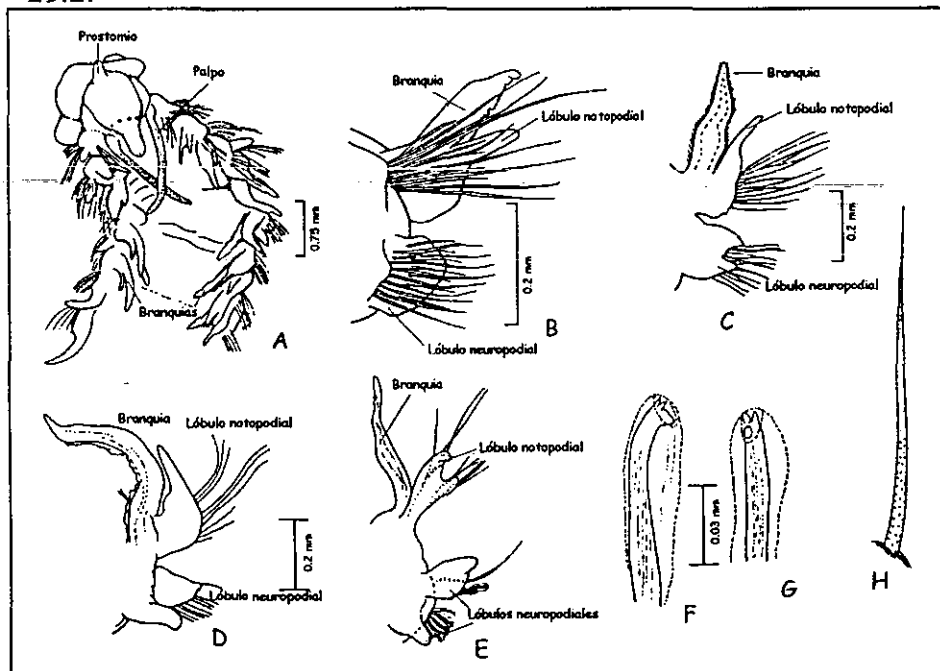 Prostomio
Palpo
0.75 mm
Branquias
A
Branquia
Lóbulo notopodial
0.2 mm
B
Lóbulo neuropodial
Branquia
Lóbulo notopodial
0.2 mm
Lóbulo neuropodial
C
Branquia
Lóbulo notopodial
0.2 mm
Lóbulo neuropodial
D
Branquia
Lóbulo notopodial
Lóbulos neuropodiales
E
0.03 mm
F
G
H